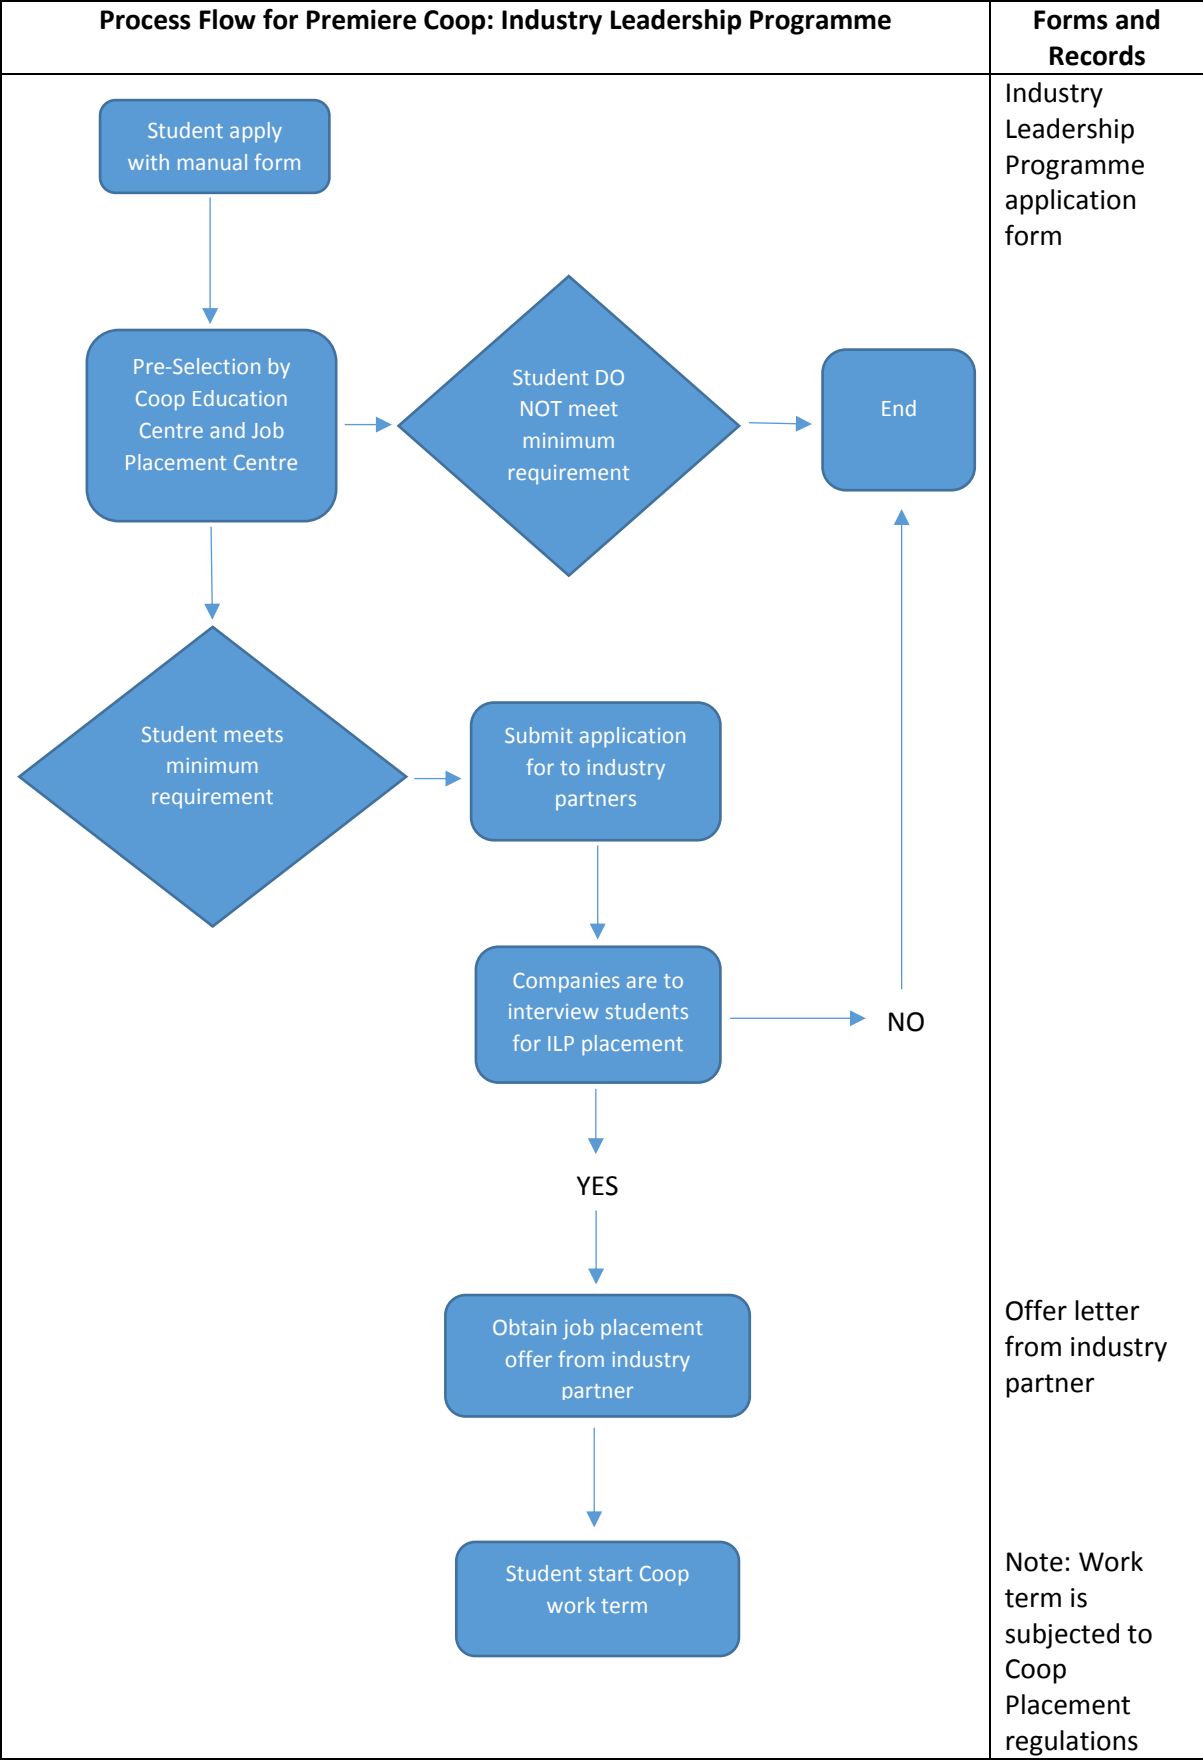 Process Flow for Premiere Coop: Industry Leadership Programme
Forms and
Records
Student apply
with manual form
Industry
Leadership
Programme
application
form
Pre-Selection by
Coop Education
Centre and Job
Placement Centre
Student DO
NOT meet
minimum
requirement
End
Student meets
minimum
requirement
Submit application
for to industry
partners
Companies are to
interview students
for ILP placement
NO
YES
Obtain job placement
offer from industry
partner
Offer letter
from industry
partner
Student start Coop
work term
Note: Work
term is
subjected to
Coop
Placement
regulations